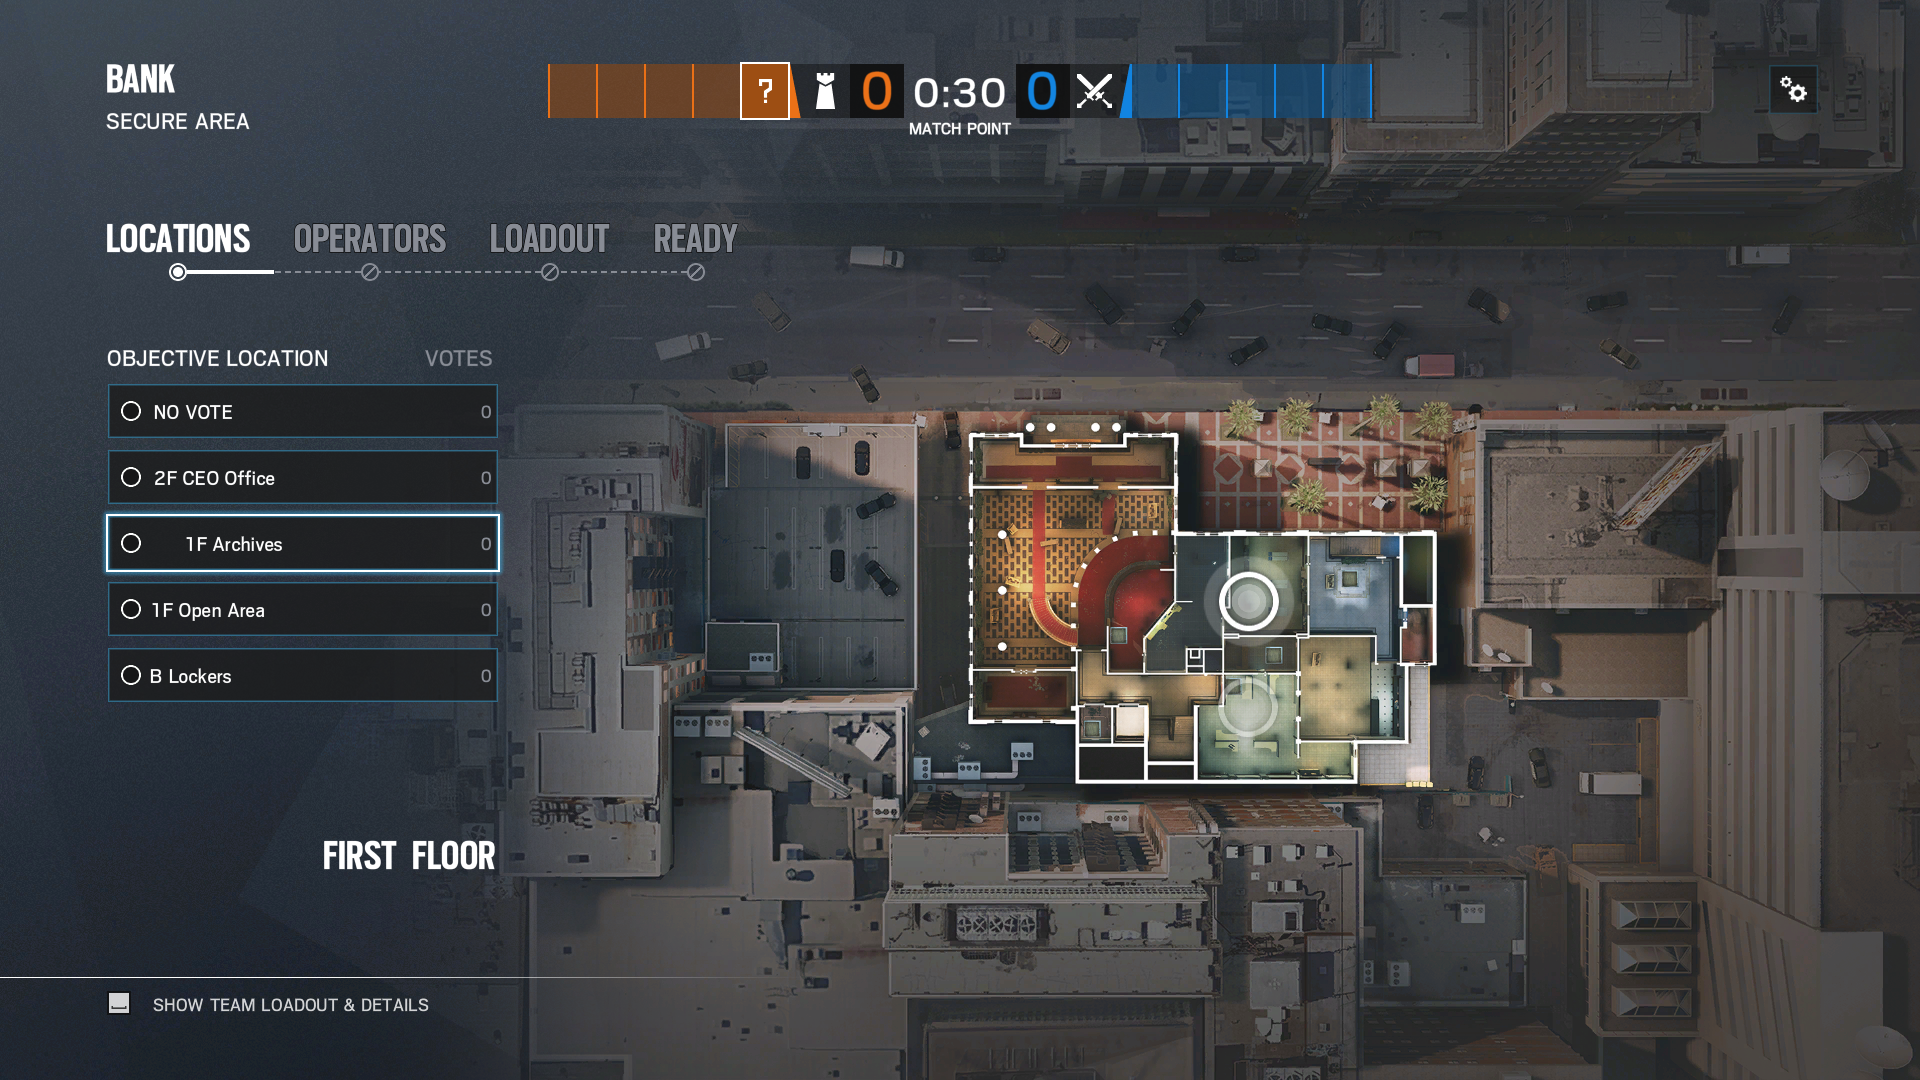 BANK
SECURE AREA
?
0
0:30
0
MATCH POINT
LOCATIONS
OPERATORS
LOADOUT
READY
OBJECTIVE LOCATION
VOTES
NO VOTE
0
2F CEO Office
0
1F Archives
0
1F Open Area
0
B Lockers
0
FIRST FLOOR
SHOW TEAM LOADOUT & DETAILS